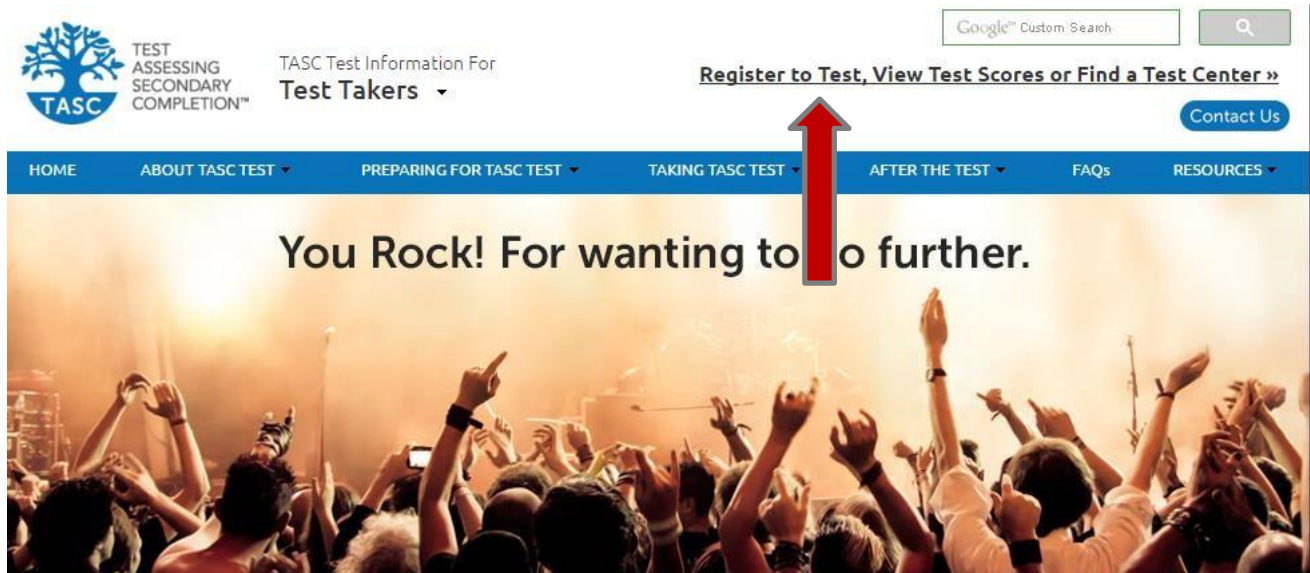 Google™ Custom Search
TEST
ASSESSING
SECONDARY
COMPLETION™
TASC
TASC Test Information For
Test Takers
Register to Test, View Test Scores or Find a Test Center »
Contact Us
HOME ABOUT TASC TEST PREPARING FOR TASC TEST TAKING TASC TEST AFTER THE TEST FAQs RESOURCES
You Rock! For wanting to o further.